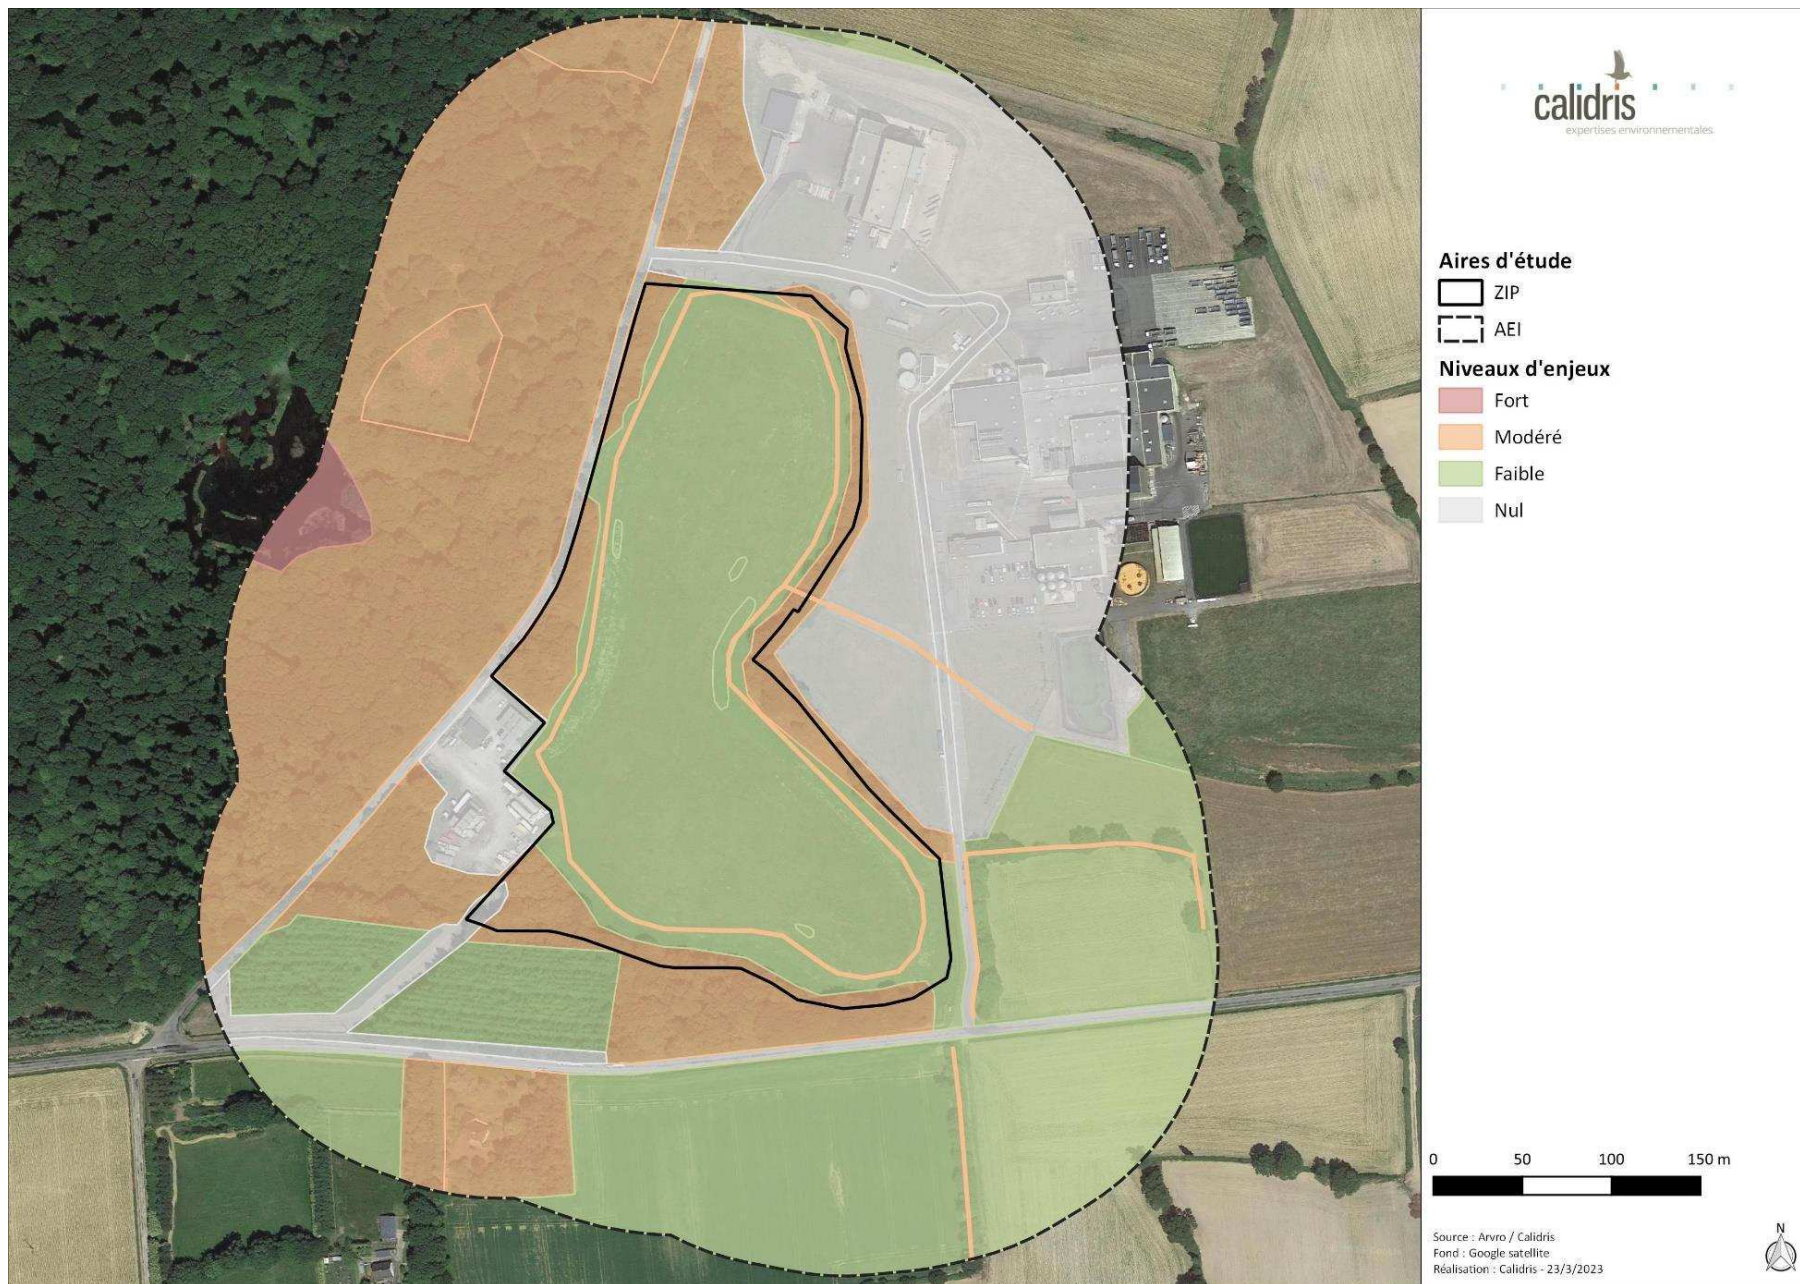 calidris
expertises environnementales
Aires d'étude
ZIP
AEI
Niveaux d'enjeux
Fort
Modéré
Faible
Nul
0 50 100 150 m
Source : Arvro / Calidris
Fond : Google satellite
Réalisation : Calidris - 23/3/2023
N